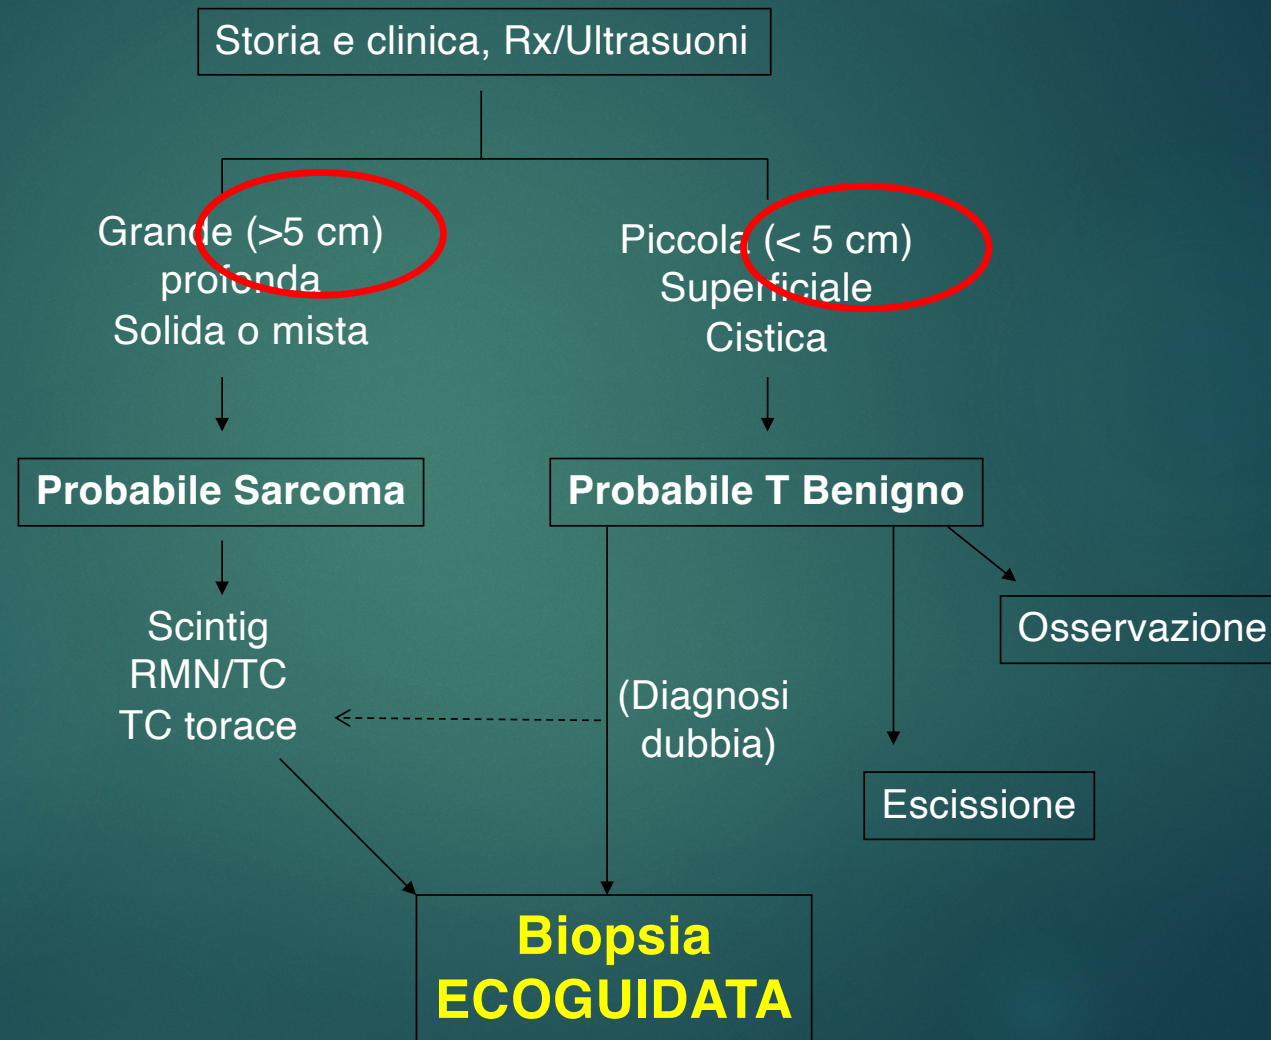 Storia e clinica, Rx/Ultrasuoni
Grande (>5 cm)
profonda
Solida o mista
Piccola (< 5 cm)
Superficiale
Cistica
Probabile Sarcoma
Probabile T Benigno
Scintig
RMN/TC
TC torace
(Diagnosi
dubbia)
Osservazione
Escissione
Biopsia
ECOGUIDATA